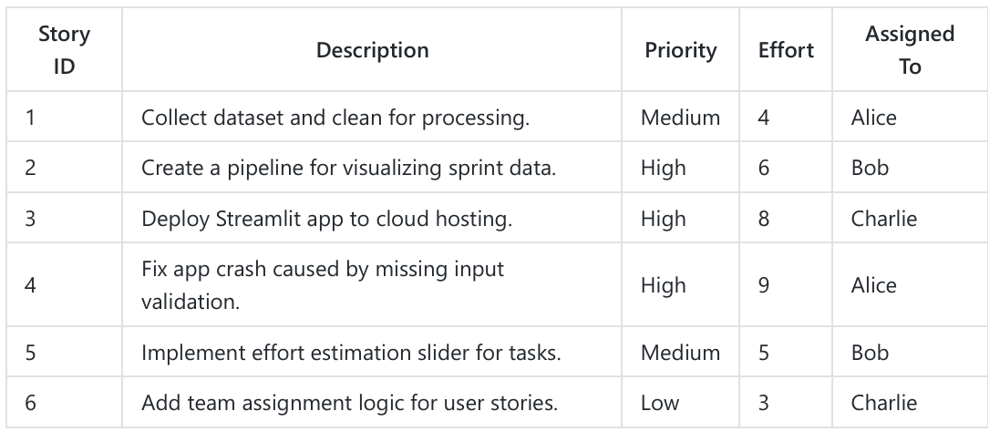 Story ID Description Priority Effort Assigned To
1 Collect dataset and clean for processing. Medium 4 Alice
2 Create a pipeline for visualizing sprint data. High 6 Bob
3 Deploy Streamlit app to cloud hosting. High 8 Charlie
4 Fix app crash caused by missing input validation. High 9 Alice
5 Implement effort estimation slider for tasks. Medium 5 Bob
6 Add team assignment logic for user stories. Low 3 Charlie